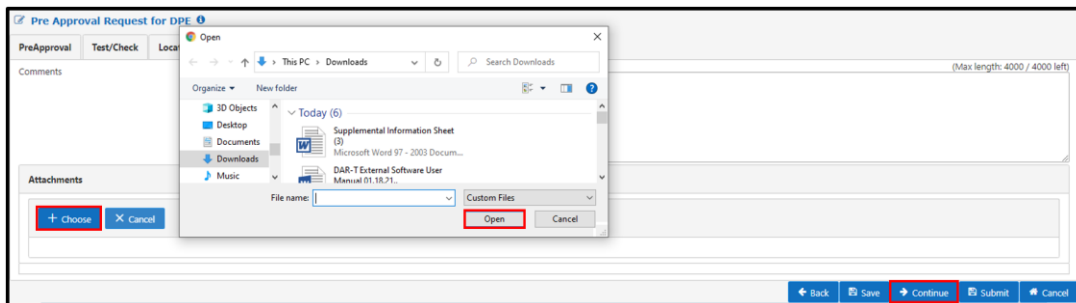 Pre Approval Request for DPE
Open
PreApproval Test/Check
This PC > Downloads
Search Downloads
Comments
(Max length: 4000 / 4000 left)
Organize New folder
3D Objects
Desktop
Documents
Downloads
Music
Today (6)
Supplemental Information Sheet
(3)
Microsoft Word 97 - 2003 Docum...
DAR-T External Software User
Manual 01.18.21..
Attachments
File name: Custom Files
+ Choose X Cancel
Open Cancel
Back Save Continue Submit Cancel